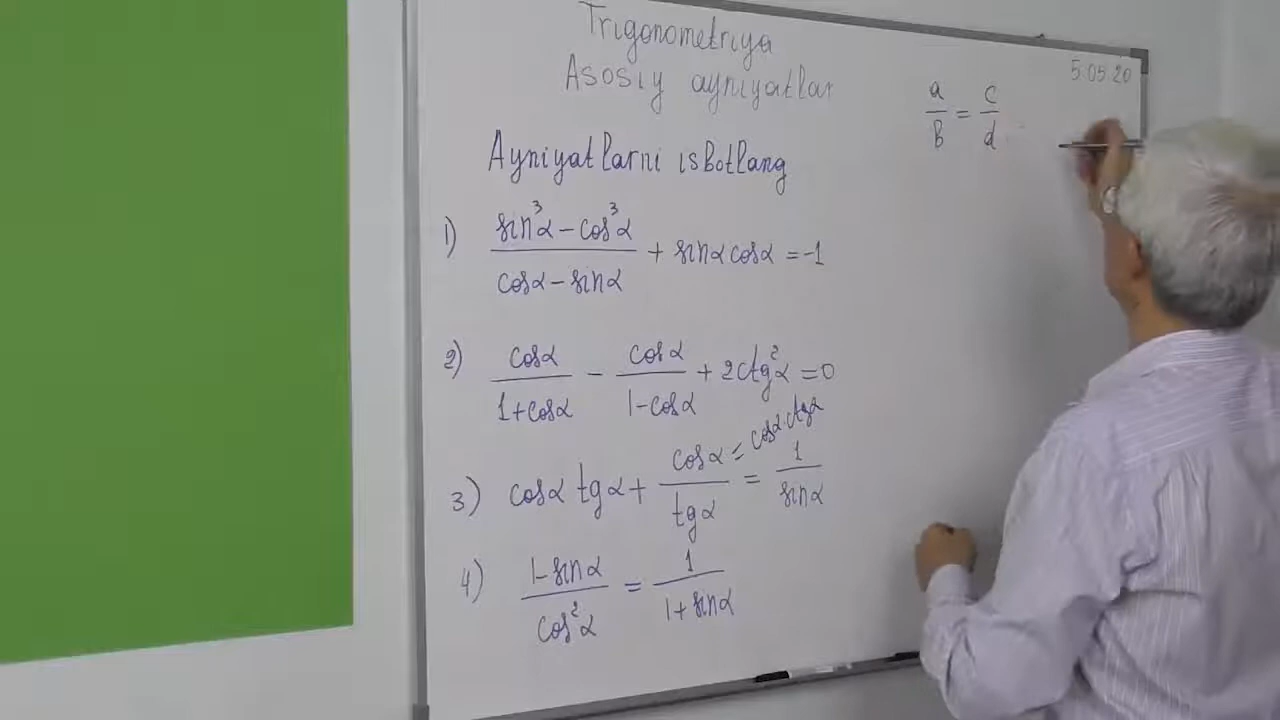 Trigonometriya
Asosiy ayniyatlar
5.05.20
a/b = c/d
Ayniyatlarni isbotlang
1) (sin³α – cos³α)/(cosα – sinα) + sinα cosα = -1
2) cosα/(1+cosα) – cosα/(1-cosα) + 2ctg²α = 0
3) cosα tgα + cosα/tgα = 1/sinα
= cosα·ctgα
4) (1-sinα)/cos²α = 1/(1+sinα)